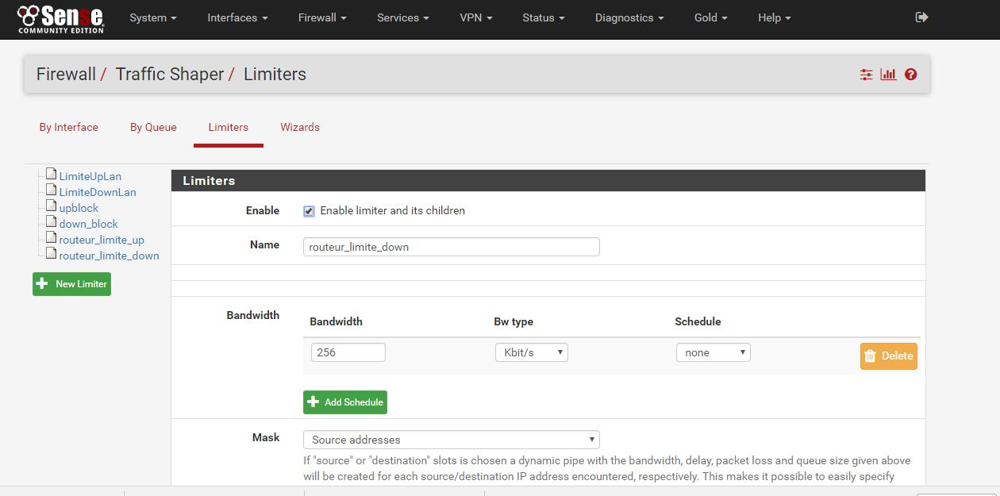 Sense
COMMUNITY EDITION
System Interfaces Firewall Services VPN Status Diagnostics Gold Help
Firewall / Traffic Shaper / Limiters
By Interface By Queue Limiters Wizards
LimiteUpLan
LimiteDownLan
upblock
down_block
routeur_limite_up
routeur_limite_down
New Limiter
Limiters
Enable Enable limiter and its children
Name routeur_limite_down
Bandwidth
Bandwidth Bw type Schedule
256 Kbit/s none Delete
Add Schedule
Mask Source addresses
If "source" or "destination" slots is chosen a dynamic pipe with the bandwidth, delay, packet loss and queue size given above
will be created for each source/destination IP address encountered, respectively. This makes it possible to easily specify